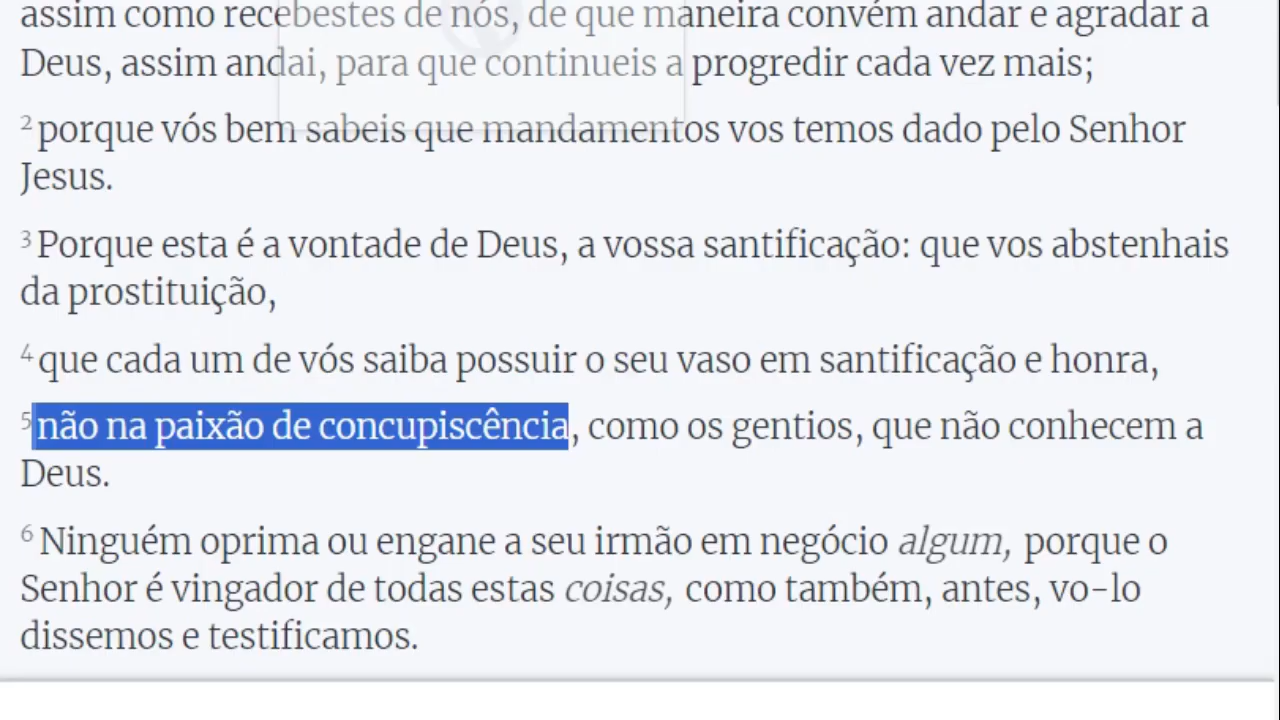 assim como recebestes de nós, de que maneira convém andar e agradar a
Deus, assim andai, para que continueis a progredir cada vez mais;
2 porque vós bem sabeis que mandamentos vos temos dado pelo Senhor
Jesus.
3 Porque esta é a vontade de Deus, a vossa santificação: que vos abstenhais
da prostituição,
4 que cada um de vós saiba possuir o seu vaso em santificação e honra,
5 não na paixão de concupiscência, como os gentios, que não conhecem a
Deus.
6 Ninguém oprima ou engane a seu irmão em negócio algum, porque o
Senhor é vingador de todas estas coisas, como também, antes, vo-lo
dissemos e testificamos.